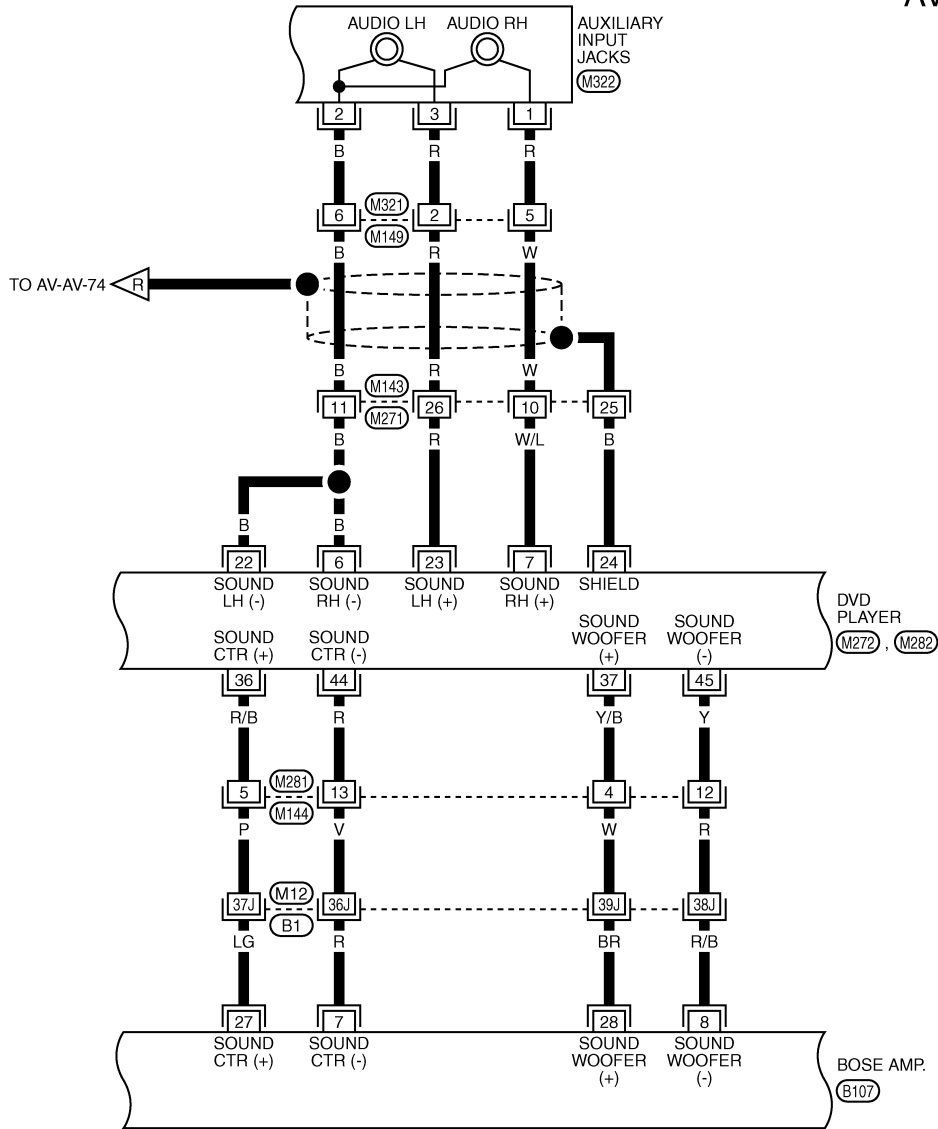 AUDIO LH AUDIO RH
AUXILIARY
INPUT
JACKS
M322
2 3 1
B R R
M321
6 2 5
M149
B R W
TO AV-AV-74 R
B R W
M143
11 26 10 25
M271
B R W/L B
B B
22 6 23 7 24
SOUND LH (-) SOUND RH (-) SOUND LH (+) SOUND RH (+) SHIELD
DVD
PLAYER
M272 , M282
SOUND CTR (+) SOUND CTR (-) SOUND WOOFER (+) SOUND WOOFER (-)
36 44 37 45
R/B R Y/B Y
M281
5 13 4 12
M144
P V W R
M12
37J 36J 39J 38J
B1
LG R BR R/B
27 7 28 8
SOUND CTR (+) SOUND CTR (-) SOUND WOOFER (+) SOUND WOOFER (-)
BOSE AMP.
B107